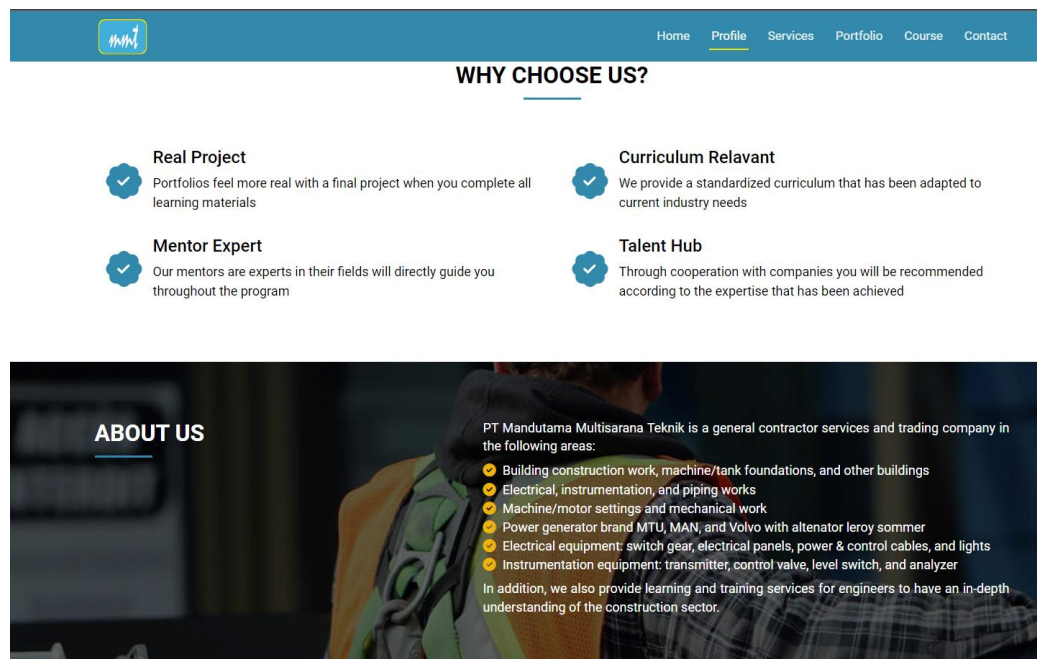 mmt
Home Profile Services Portfolio Course Contact
WHY CHOOSE US?
Real Project
Portfolios feel more real with a final project when you complete all
learning materials
Curriculum Relavant
We provide a standardized curriculum that has been adapted to
current industry needs
Mentor Expert
Our mentors are experts in their fields will directly guide you
throughout the program
Talent Hub
Through cooperation with companies you will be recommended
according to the expertise that has been achieved
ABOUT US
PT Mandutama Multisarana Teknik is a general contractor services and trading company in
the following areas:
Building construction work, machine/tank foundations, and other buildings
Electrical, instrumentation, and piping works
Machine/motor settings and mechanical work
Power generator brand MTU, MAN, and Volvo with altenator leroy sommer
Electrical equipment: switch gear, electrical panels, power & control cables, and lights
Instrumentation equipment: transmitter, control valve, level switch, and analyzer
In addition, we also provide learning and training services for engineers to have an in-depth
understanding of the construction sector.